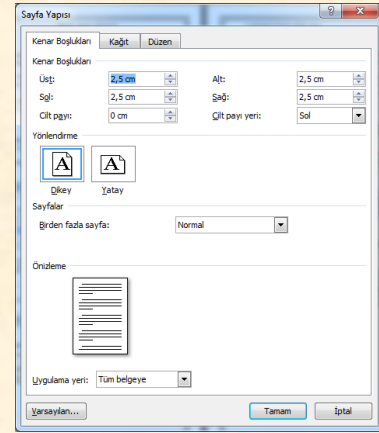 Sayfa Yapısı
Kenar Boşlukları Kağıt Düzen
Kenar Boşlukları
Üst: 2,5 cm Alt: 2,5 cm
Sol: 2,5 cm Sağ: 2,5 cm
Cilt payı: 0 cm Cilt payı yeri: Sol
Yönlendirme
A A
Dikey Yatay
Sayfalar
Birden fazla sayfa: Normal
Önizleme
Uygulama yeri: Tüm belgeye
Varsayılan... Tamam İptal